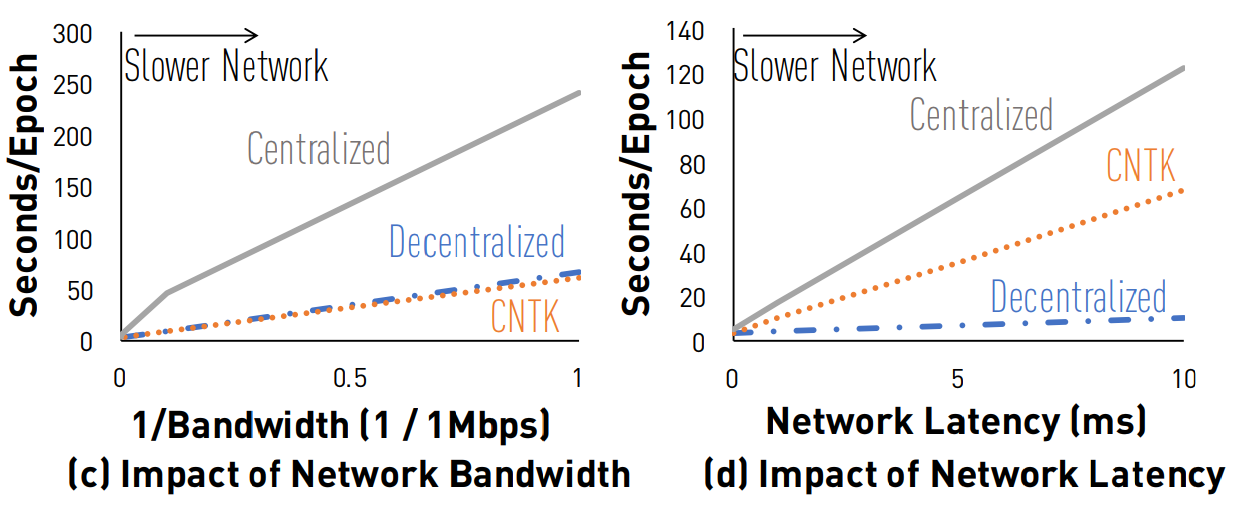 300
250
200
150
100
50
0
Seconds/Epoch
Slower Network
Centralized
Decentralized
CNTK
0 0.5 1
1/Bandwidth (1 / 1Mbps)
(c) Impact of Network Bandwidth
140
120
100
80
60
40
20
0
Seconds/Epoch
Slower Network
Centralized
CNTK
Decentralized
0 5 10
Network Latency (ms)
(d) Impact of Network Latency